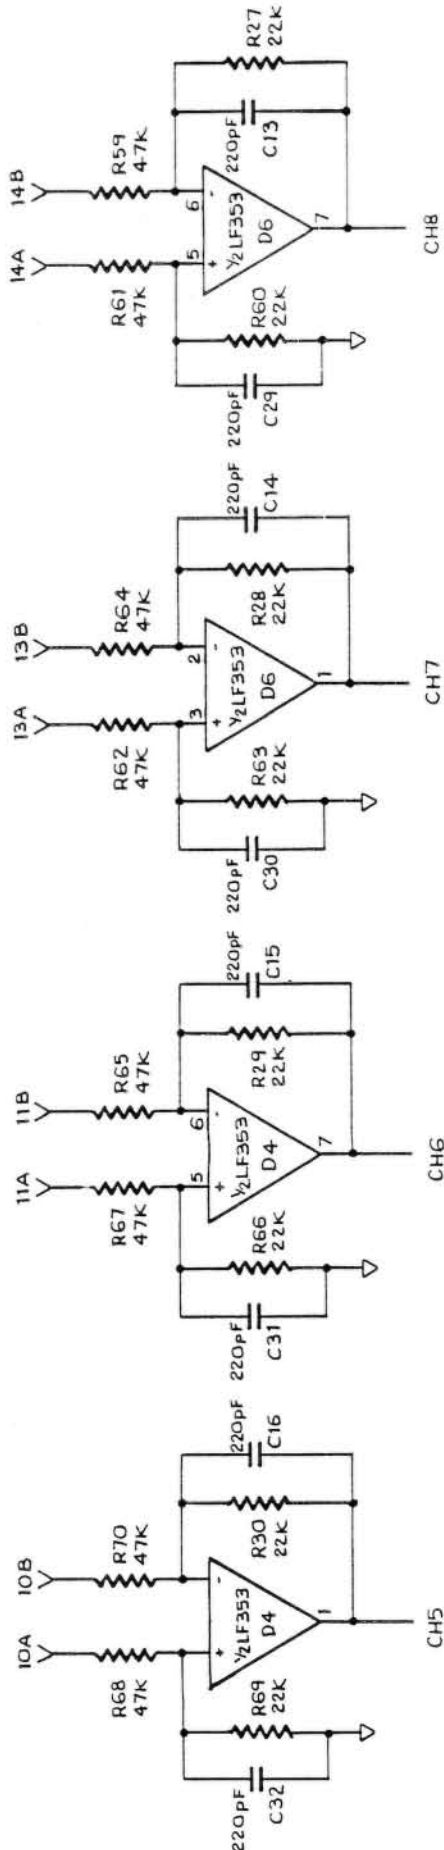 10A
10B
R68
47K
R70
47K
+
-
½LF353
D4
1
R69
22K
220pF
C32
R30
22K
220pF
C16
CH5
11A
11B
R67
47K
R65
47K
5
6
+
-
½LF353
D4
7
R66
22K
220pF
C31
R29
22K
220pF
C15
CH6
13A
13B
R62
47K
R64
47K
3
2
+
-
½LF353
D6
1
R63
22K
220pF
C30
R28
22K
220pF
C14
CH7
14A
14B
R61
47K
R59
47K
5
6
+
-
½LF353
D6
7
R60
22K
220pF
C29
220pF
C13
R27
22K
CH8